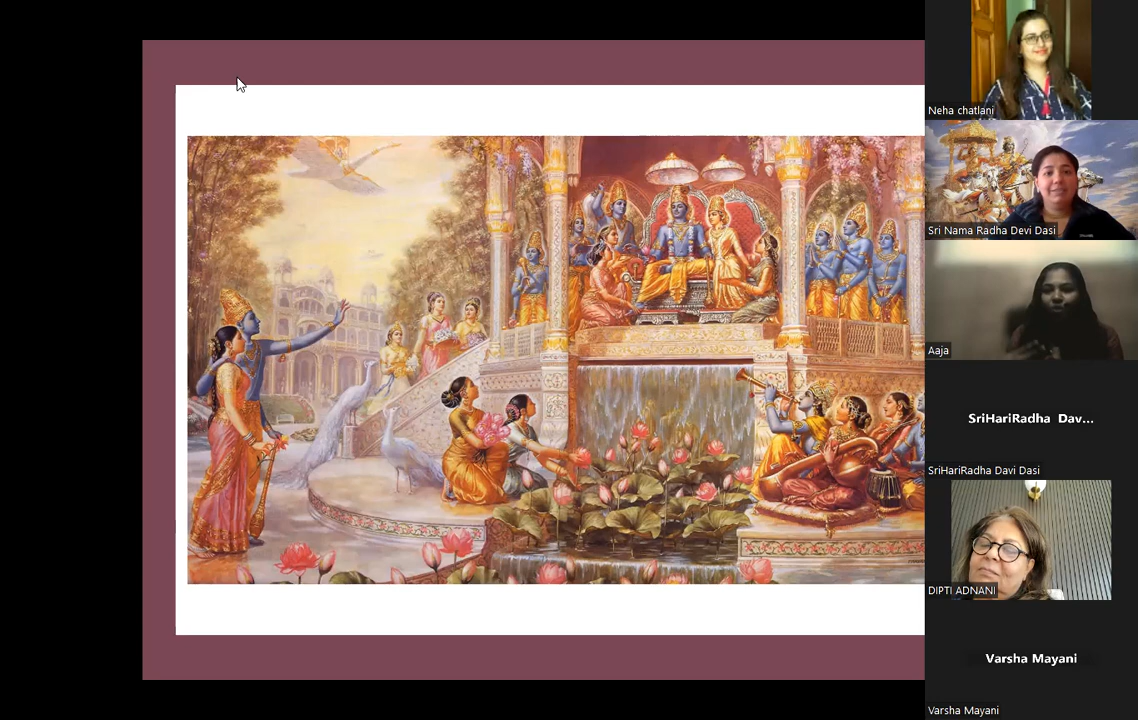 Neha chatlani
Sri Nama Radha Devi Dasi
Aaja
SriHariRadha Dav...
SriHariRadha Davi Dasi
DIPTI ADNANI
Varsha Mayani
Varsha Mayani